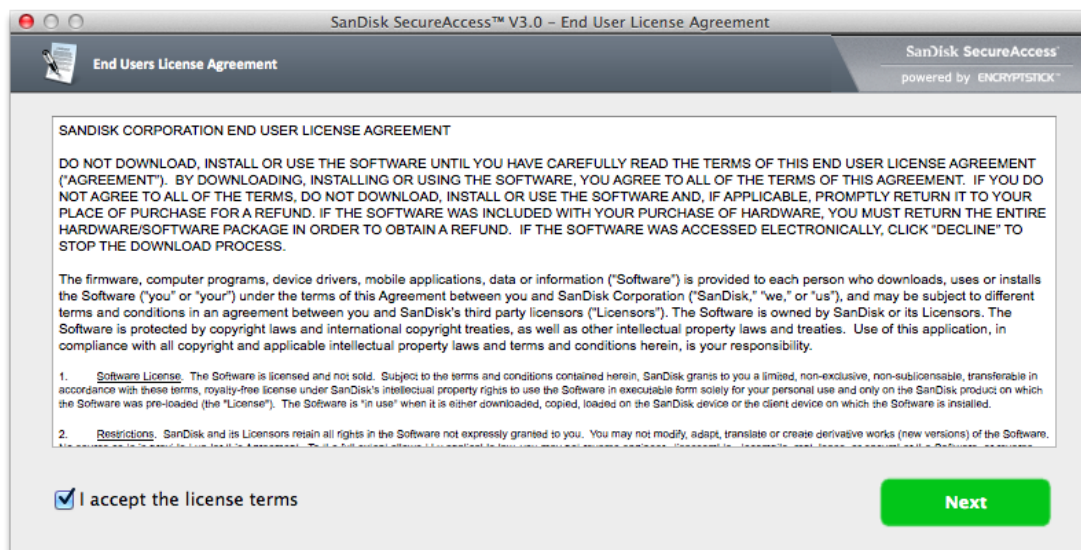 SanDisk SecureAccess™ V3.0 – End User License Agreement
End Users License Agreement
SanDisk SecureAccess™
powered by ENCRYPTSTICK™
SANDISK CORPORATION END USER LICENSE AGREEMENT
DO NOT DOWNLOAD, INSTALL OR USE THE SOFTWARE UNTIL YOU HAVE CAREFULLY READ THE TERMS OF THIS END USER LICENSE AGREEMENT
("AGREEMENT"). BY DOWNLOADING, INSTALLING OR USING THE SOFTWARE, YOU AGREE TO ALL OF THE TERMS OF THIS AGREEMENT. IF YOU DO
NOT AGREE TO ALL OF THE TERMS, DO NOT DOWNLOAD, INSTALL OR USE THE SOFTWARE AND, IF APPLICABLE, PROMPTLY RETURN IT TO YOUR
PLACE OF PURCHASE FOR A REFUND. IF THE SOFTWARE WAS INCLUDED WITH YOUR PURCHASE OF HARDWARE, YOU MUST RETURN THE ENTIRE
HARDWARE/SOFTWARE PACKAGE IN ORDER TO OBTAIN A REFUND. IF THE SOFTWARE WAS ACCESSED ELECTRONICALLY, CLICK "DECLINE" TO
STOP THE DOWNLOAD PROCESS.
The firmware, computer programs, device drivers, mobile applications, data or information ("Software") is provided to each person who downloads, uses or installs
the Software ("you" or "your") under the terms of this Agreement between you and SanDisk Corporation ("SanDisk," "we," or "us"), and may be subject to different
terms and conditions in an agreement between you and SanDisk's third party licensors ("Licensors"). The Software is owned by SanDisk or its Licensors. The
Software is protected by copyright laws and international copyright treaties, as well as other intellectual property laws and treaties. Use of this application, in
compliance with all copyright and applicable intellectual property laws and terms and conditions herein, is your responsibility.
1. Software License. The Software is licensed and not sold. Subject to the terms and conditions contained herein, SanDisk grants to you a limited, non-exclusive, non-sublicensable, transferable in
accordance with these terms, royalty-free license under SanDisk's intellectual property rights to use the Software in executable form solely for your personal use and only on the SanDisk product on which
the Software was pre-loaded (the "License"). The Software is "in use" when it is either downloaded, copied, loaded on the SanDisk device or the client device on which the Software is installed.
2. Restrictions. SanDisk and its Licensors retain all rights in the Software not expressly granted to you. You may not modify, adapt, translate or create derivative works (new versions) of the Software.
I accept the license terms
Next